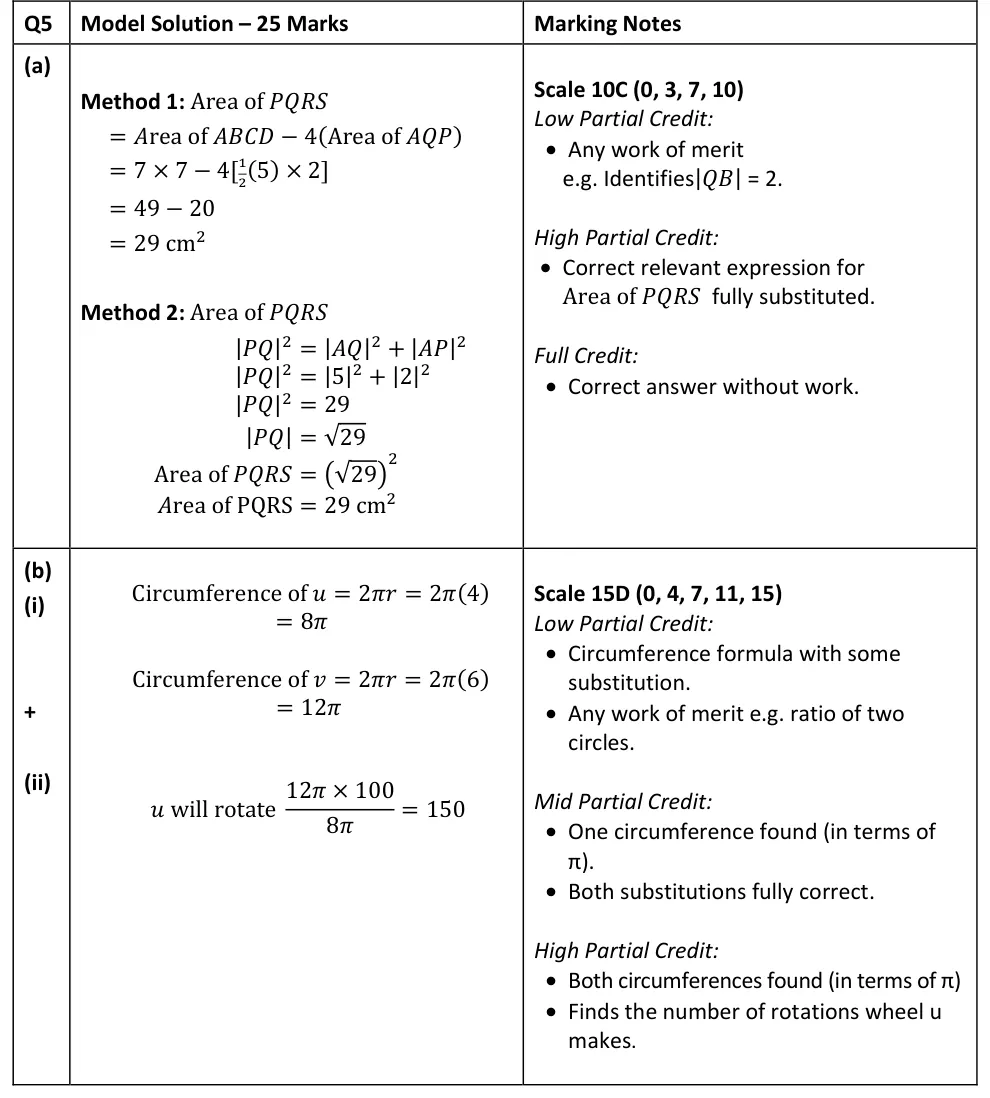 Q5 Model Solution – 25 Marks Marking Notes
(a)
Method 1: Area of PQRS
= Area of ABCD − 4(Area of AQP)
= 7 × 7 − 4[½(5) × 2]
= 49 − 20
= 29 cm²
Method 2: Area of PQRS
|PQ|² = |AQ|² + |AP|²
|PQ|² = |5|² + |2|²
|PQ|² = 29
|PQ| = √29
Area of PQRS = (√29)²
Area of PQRS = 29 cm²
Scale 10C (0, 3, 7, 10)
Low Partial Credit:
• Any work of merit
e.g. Identifies|QB| = 2.
High Partial Credit:
• Correct relevant expression for
Area of PQRS fully substituted.
Full Credit:
• Correct answer without work.
(b)
(i)
+
(ii)
Circumference of u = 2πr = 2π(4)
= 8π
Circumference of v = 2πr = 2π(6)
= 12π
u will rotate (12π × 100)/8π = 150
Scale 15D (0, 4, 7, 11, 15)
Low Partial Credit:
• Circumference formula with some
substitution.
• Any work of merit e.g. ratio of two
circles.
Mid Partial Credit:
• One circumference found (in terms of
π).
• Both substitutions fully correct.
High Partial Credit:
• Both circumferences found (in terms of π)
• Finds the number of rotations wheel u
makes.